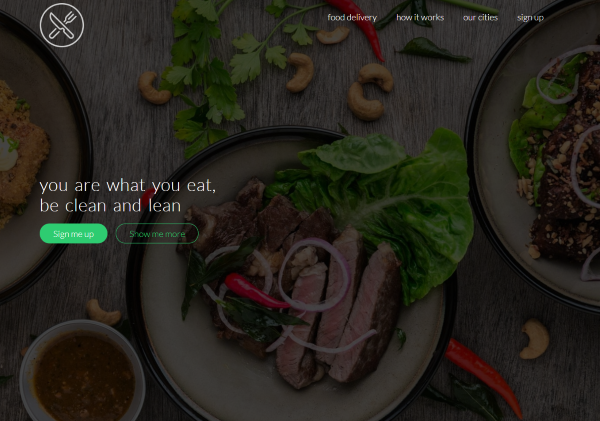 food delivery how it works our cities sign up
you are what you eat,
be clean and lean
Sign me up Show me more